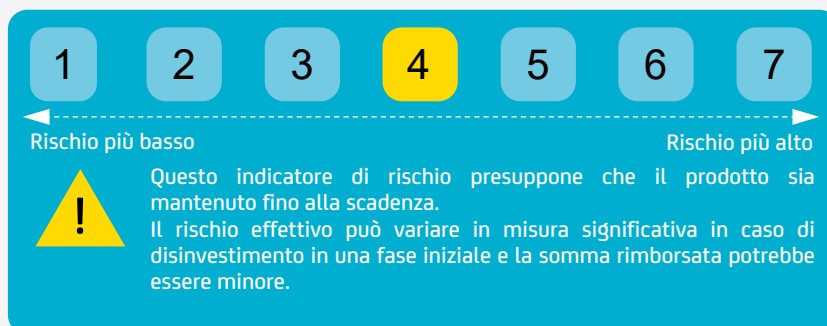 1 2 3 4 5 6 7
Rischio più basso Rischio più alto
!
Questo indicatore di rischio presuppone che il prodotto sia
mantenuto fino alla scadenza.
Il rischio effettivo può variare in misura significativa in caso di
disinvestimento in una fase iniziale e la somma rimborsata potrebbe
essere minore.